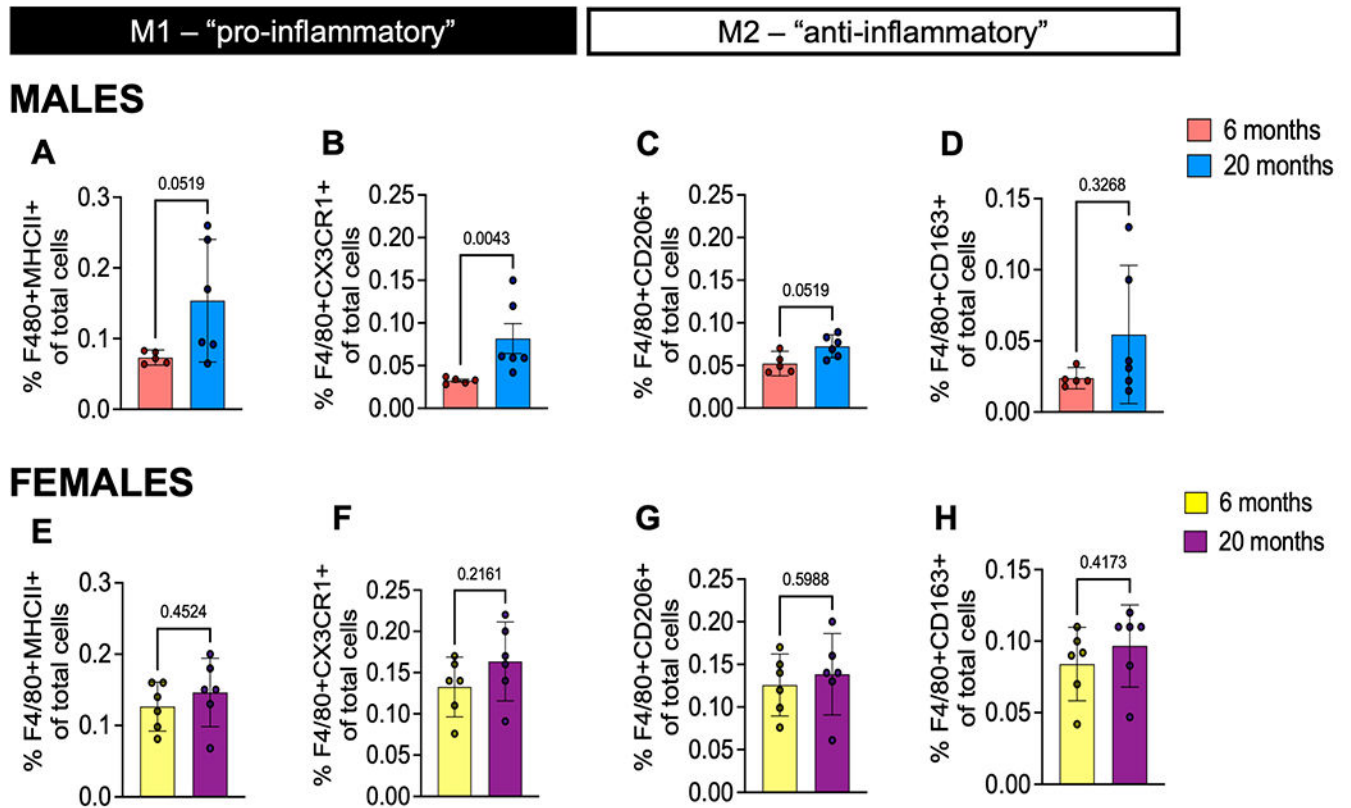 M1 – “pro-inflammatory”
M2 – “anti-inflammatory”
MALES
6 months
20 months
A
% F480+MHCII+
of total cells
0.3
0.2
0.1
0.0
0.0519
B
% F4/80+CX3CR1+
of total cells
0.25
0.20
0.15
0.10
0.05
0.00
0.0043
C
% F4/80+CD206+
of total cells
0.25
0.20
0.15
0.10
0.05
0.00
0.0519
D
% F4/80+CD163+
of total cells
0.15
0.10
0.05
0.00
0.3268
FEMALES
6 months
20 months
E
% F4/80+MHCII+
of total cells
0.3
0.2
0.1
0.0
0.4524
F
% F4/80+CX3CR1+
of total cells
0.25
0.20
0.15
0.10
0.05
0.00
0.2161
G
% F4/80+CD206+
of total cells
0.25
0.20
0.15
0.10
0.05
0.00
0.5988
H
% F4/80+CD163+
of total cells
0.15
0.10
0.05
0.00
0.4173